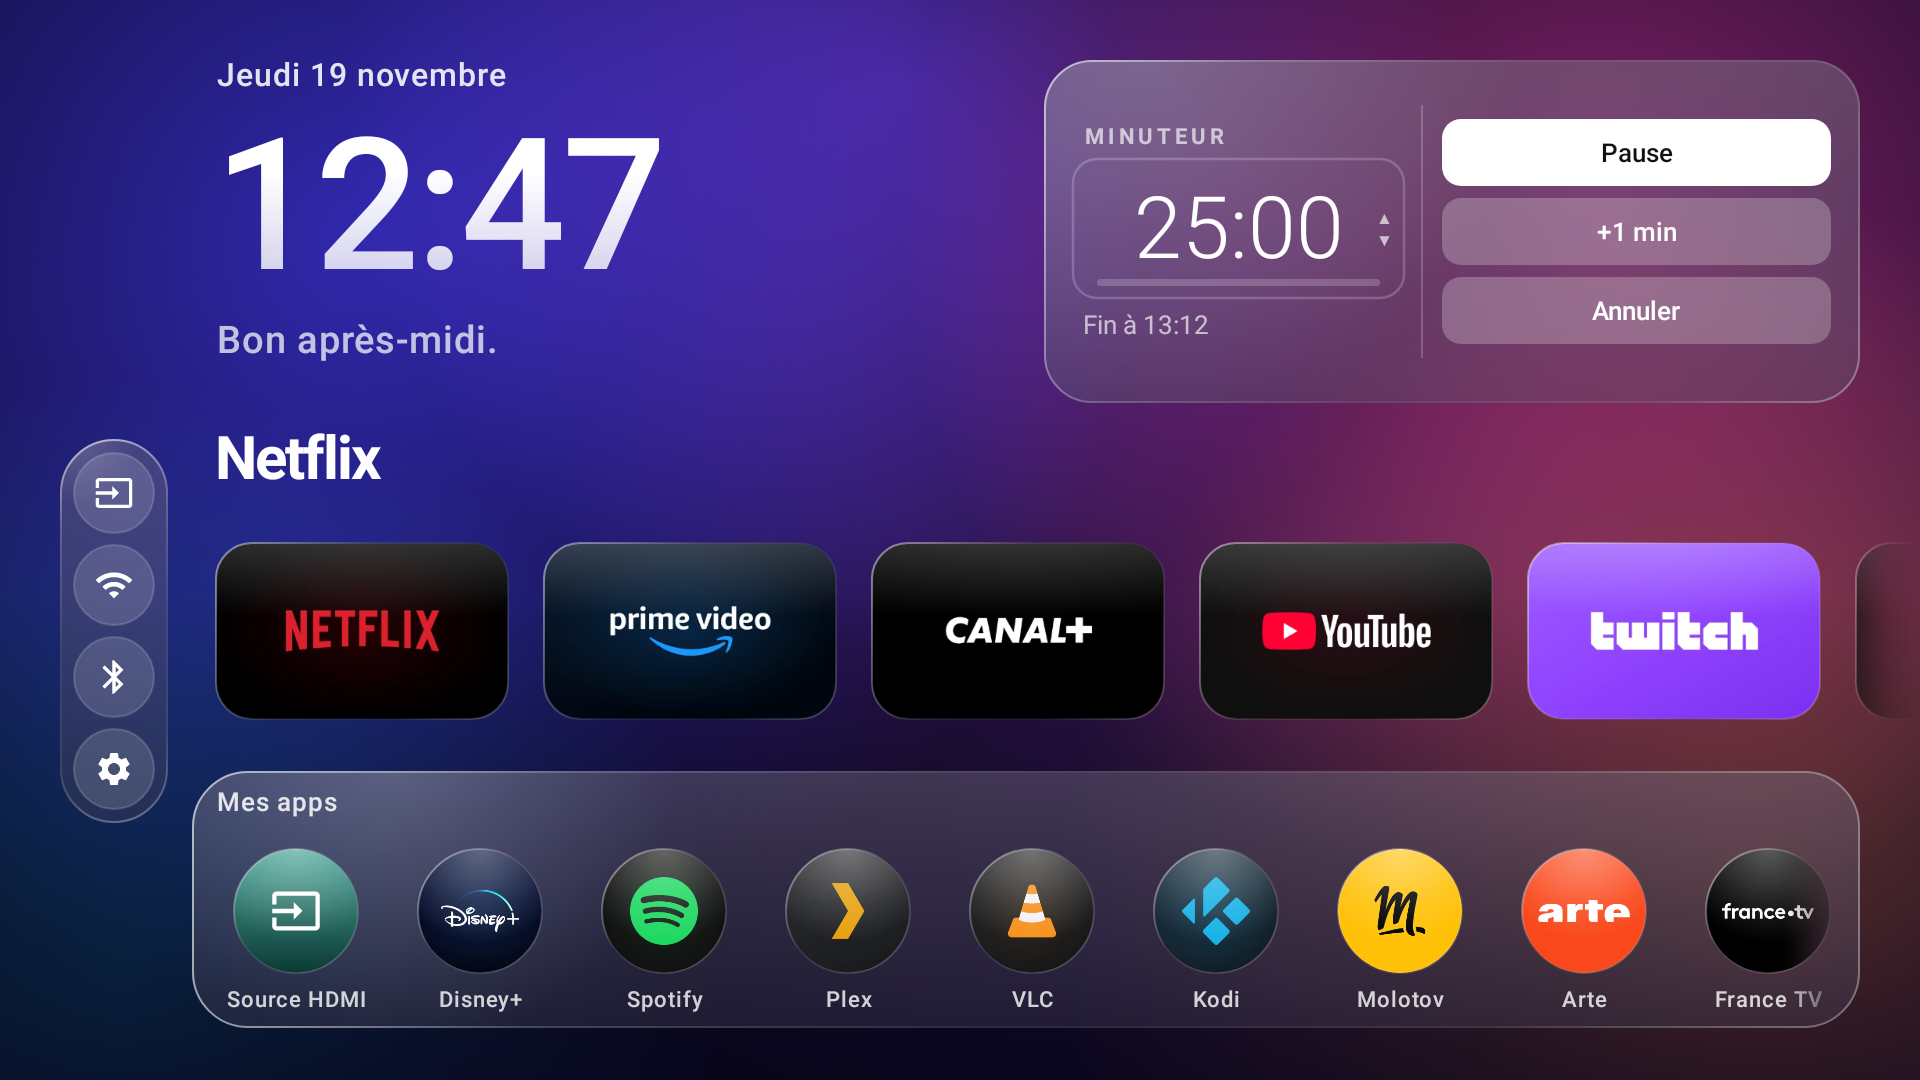 Jeudi 19 novembre
12:47
Bon après-midi.
MINUTEUR
25:00
Fin à 13:12
Pause
+1 min
Annuler
Netflix
NETFLIX
prime video
CANAL+
YouTube
twitch
Mes apps
Disney+
M.
arte
france•tv
Source HDMI
Disney+
Spotify
Plex
VLC
Kodi
Molotov
Arte
France TV